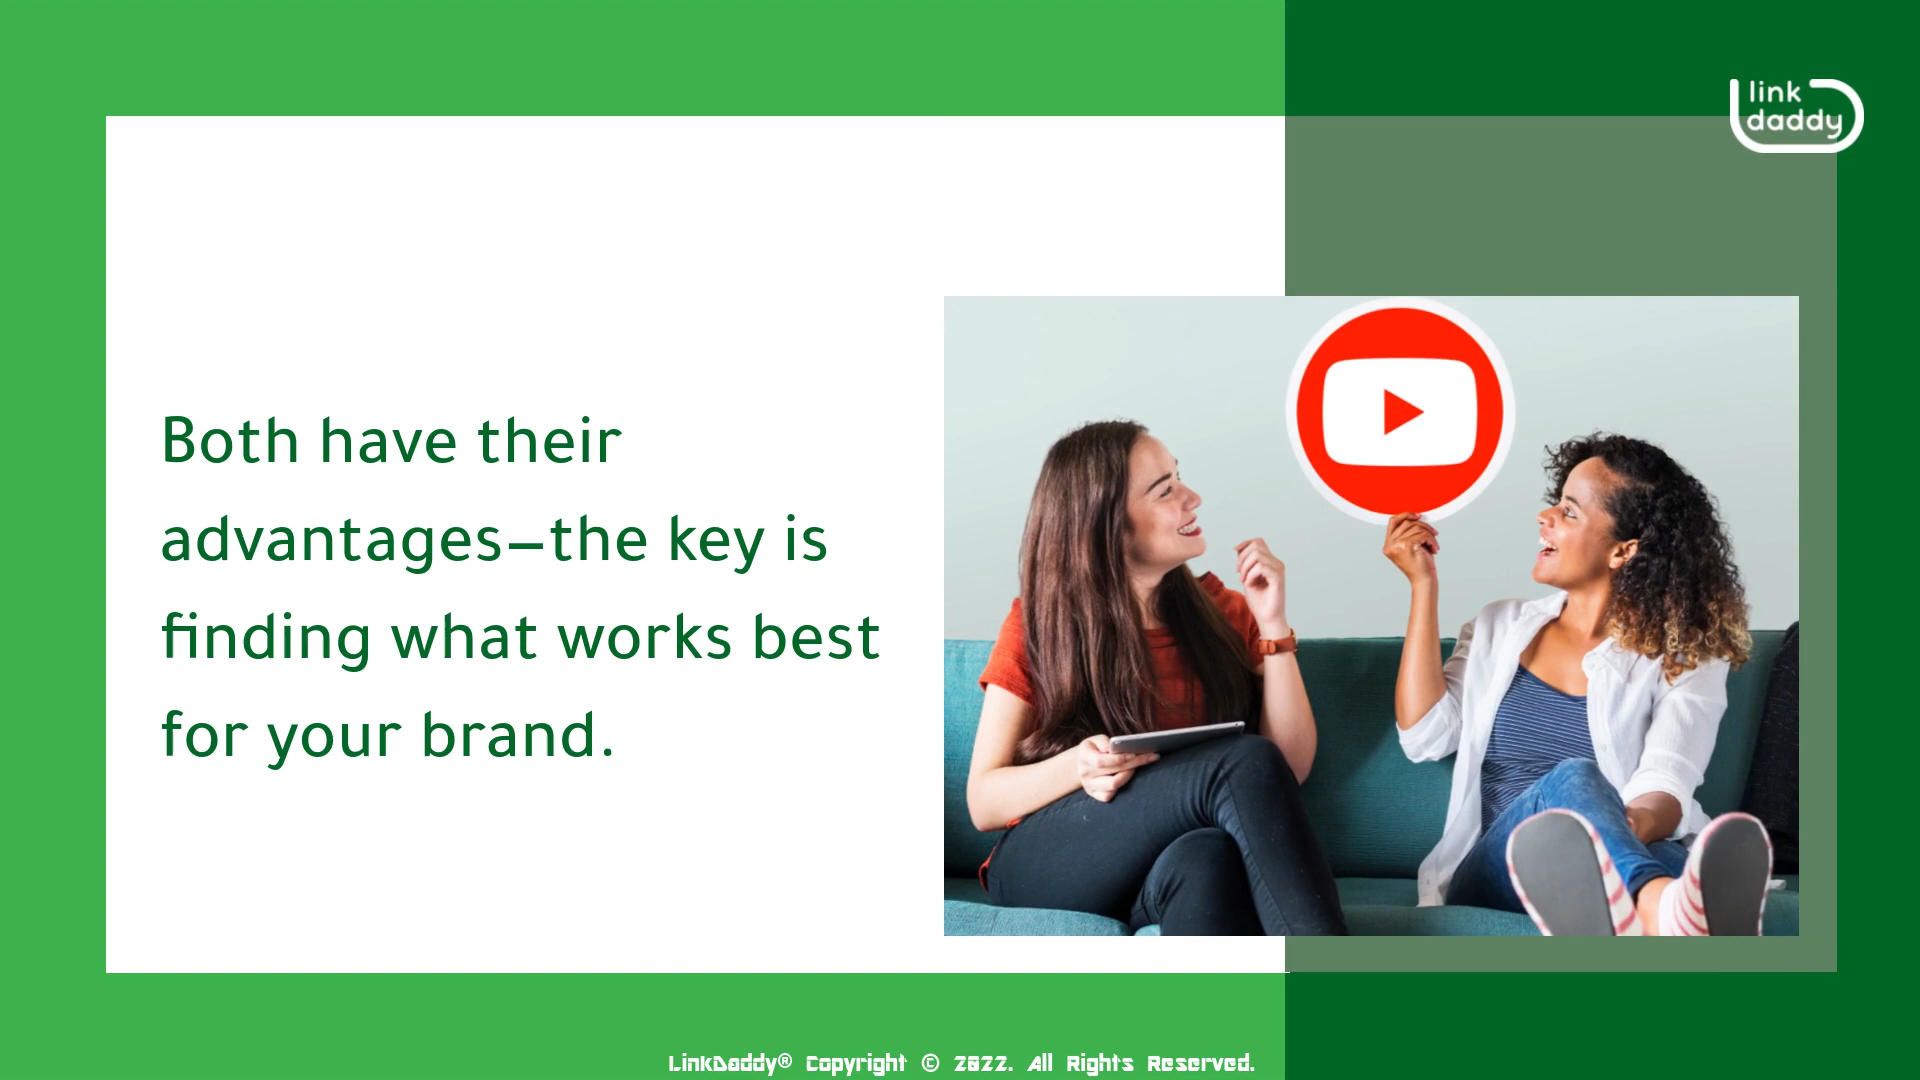 link
daddy
Both have their
advantages—the key is
finding what works best
for your brand.
LinkDaddy® Copyright © 2022. All Rights Reserved.